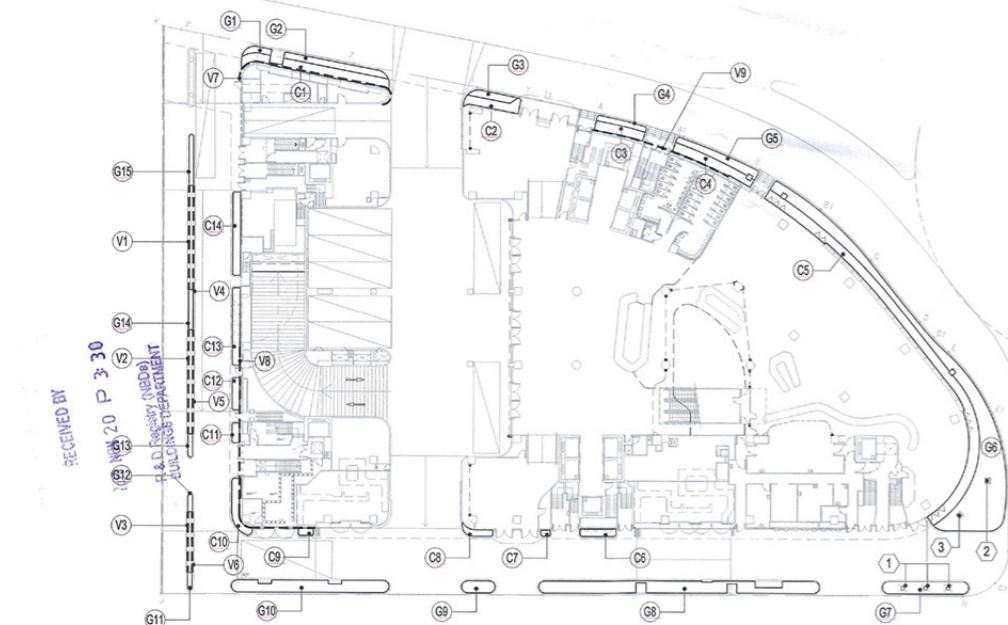 G1
G2
V7
C1
G3
C2
G4
V9
C3
G5
C4
C5
G15
V1
C14
V4
G14
C13
V2
V8
C12
V5
C11
G13
G12
V3
C10
C9
V6
G11
G10
C8
G9
C7
C6
G8
G6
1
3
2
G7
RECEIVED BY
20 P 3:30
Registry (NBDs)
BUILDINGS DEPARTMENT